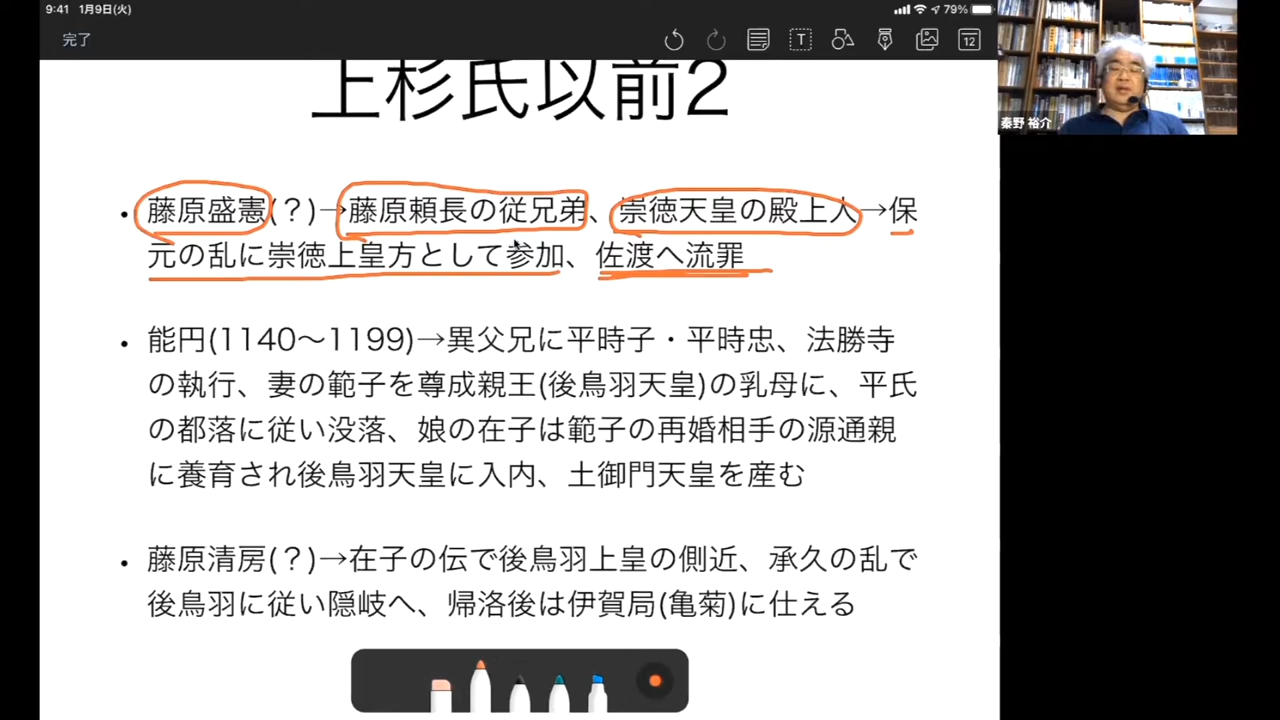 9:41 1月9日(火)
79%
完了
12
上杉氏以前2
秦野 裕介
• 藤原盛憲(？)→藤原頼長の従兄弟、崇徳天皇の殿上人→保
元の乱に崇徳上皇方として参加、佐渡へ流罪
• 能円(1140〜1199)→異父兄に平時子・平時忠、法勝寺
の執行、妻の範子を尊成親王(後鳥羽天皇)の乳母に、平氏
の都落に従い没落、娘の在子は範子の再婚相手の源通親
に養育され後鳥羽天皇に入内、土御門天皇を産む
• 藤原清房(？)→在子の伝で後鳥羽上皇の側近、承久の乱で
後鳥羽に従い隠岐へ、帰洛後は伊賀局(亀菊)に仕える